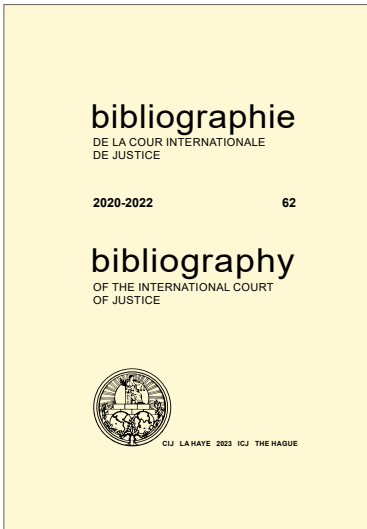 bibliographie
DE LA COUR INTERNATIONALE
DE JUSTICE
2020-2022 62
bibliography
OF THE INTERNATIONAL COURT
OF JUSTICE
CIJ LA HAYE 2023 ICJ THE HAGUE